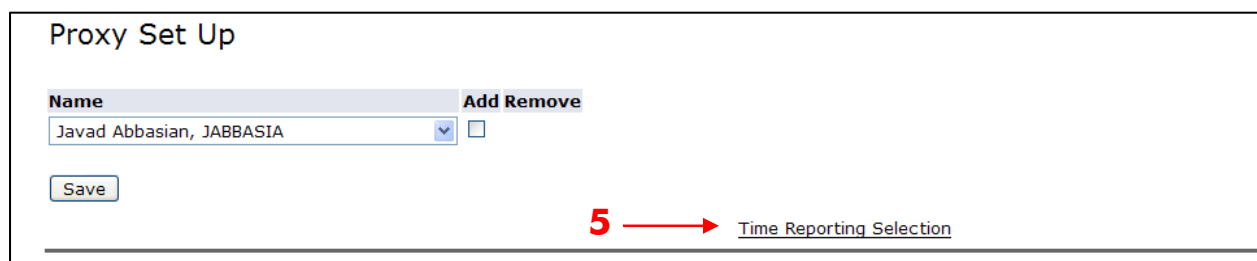 Proxy Set Up
Name Add Remove
Javad Abbasian, JABBASIA
Save
5 Time Reporting Selection